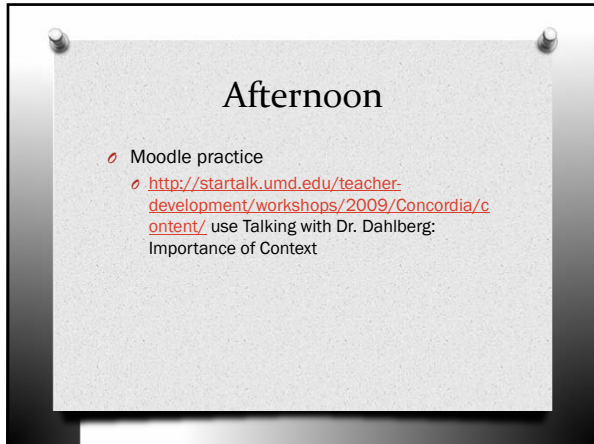 Afternoon
Moodle practice
http://startalk.umd.edu/teacher-
development/workshops/2009/Concordia/c
ontent/ use Talking with Dr. Dahlberg:
Importance of Context